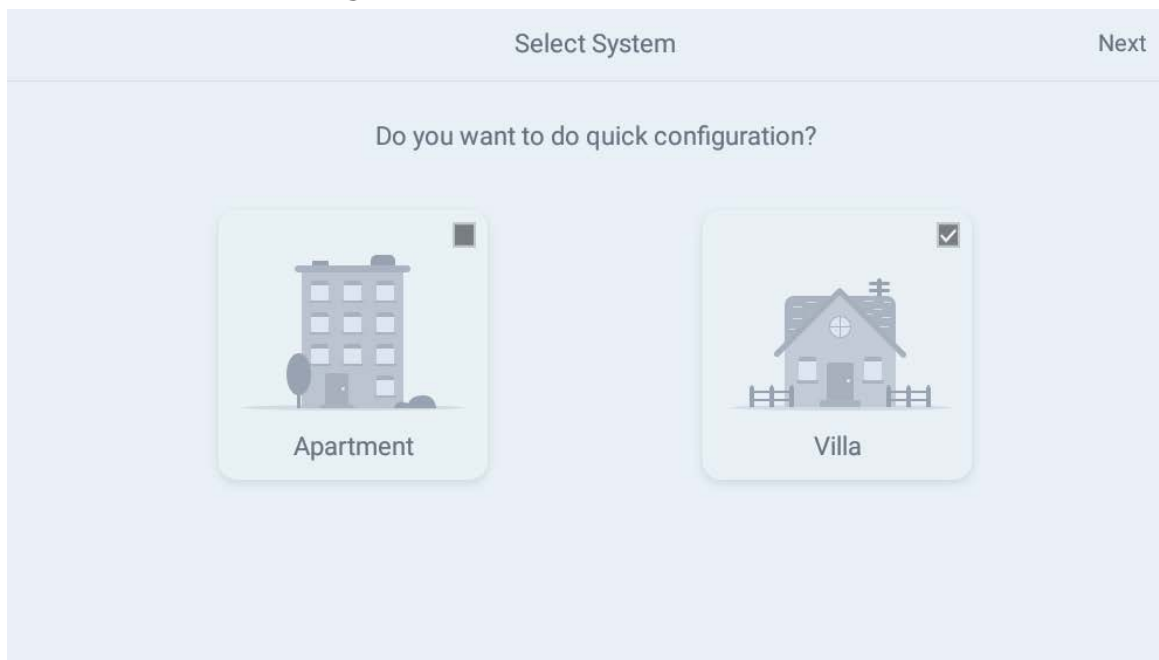 Select System
Next
Do you want to do quick configuration?
Apartment
Villa